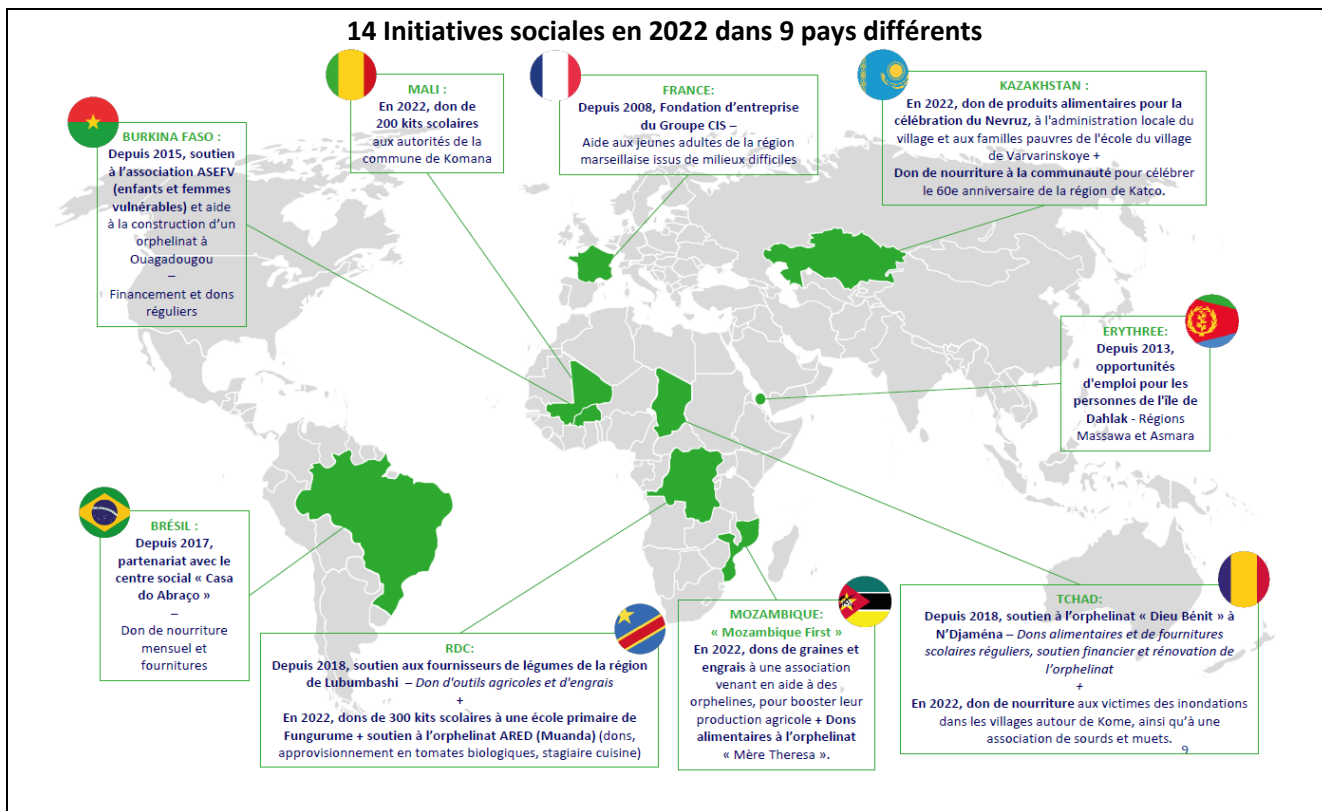 14 Initiatives sociales en 2022 dans 9 pays différents
MALI :
En 2022, don de
200 kits scolaires
aux autorités de la
commune de Komana
FRANCE:
Depuis 2008, Fondation d’entreprise
du Groupe CIS –
Aide aux jeunes adultes de la région
marseillaise issus de milieux difficiles
KAZAKHSTAN :
En 2022, don de produits alimentaires pour la
célébration du Nevruz, à l'administration locale du
village et aux familles pauvres de l'école du village
de Varvarinskoye +
Don de nourriture à la communauté pour célébrer
le 60e anniversaire de la région de Katco.
BURKINA FASO :
Depuis 2015, soutien
à l’association ASEFV
(enfants et femmes
vulnérables) et aide
à la construction d’un
orphelinat à
Ouagadougou
–
Financement et dons
réguliers
ERYTHREE:
Depuis 2013,
opportunités
d'emploi pour les
personnes de l'île de
Dahlak - Régions
Massawa et Asmara
BRÉSIL :
Depuis 2017,
partenariat avec le
centre social « Casa
do Abraço »
–
Don de nourriture
mensuel et
fournitures
RDC:
Depuis 2018, soutien aux fournisseurs de légumes de la région
de Lubumbashi – Don d'outils agricoles et d'engrais
+
En 2022, dons de 300 kits scolaires à une école primaire de
Fungurume + soutien à l’orphelinat ARED (Muanda) (dons,
approvisionnement en tomates biologiques, stagiaire cuisine)
MOZAMBIQUE:
« Mozambique First »
En 2022, dons de graines et
engrais à une association
venant en aide à des
orphelines, pour booster leur
production agricole + Dons
alimentaires à l’orphelinat
« Mère Theresa ».
TCHAD:
Depuis 2018, soutien à l’orphelinat « Dieu Bénit » à
N’Djaména – Dons alimentaires et de fournitures
scolaires réguliers, soutien financier et rénovation de
l’orphelinat
+
En 2022, don de nourriture aux victimes des inondations
dans les villages autour de Kome, ainsi qu’à une
association de sourds et muets.
9